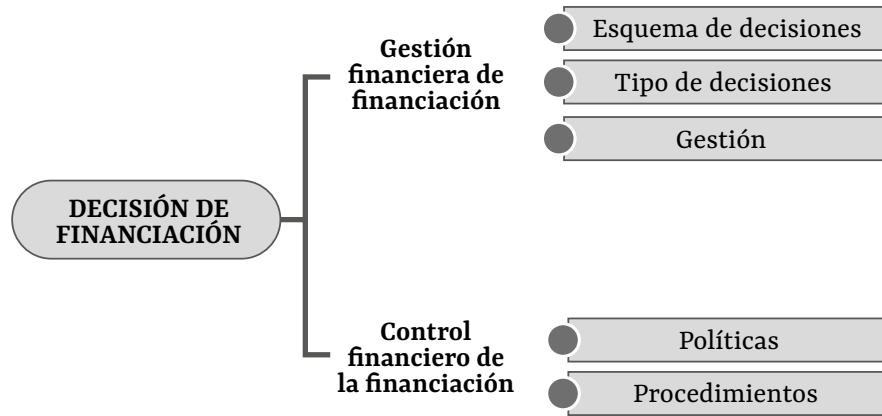 DECISIÓN DE
FINANCIACIÓN
Gestión
financiera de
financiación
Esquema de decisiones
Tipo de decisiones
Gestión
Control
financiero de
la financiación
Políticas
Procedimientos